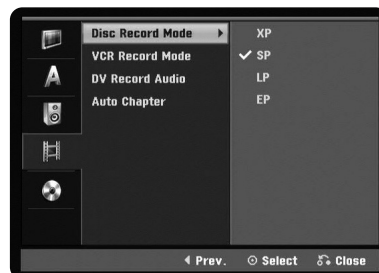 Disc Record Mode
VCR Record Mode
DV Record Audio
Auto Chapter
XP
SP
LP
EP
A
Prev.
Select
Close